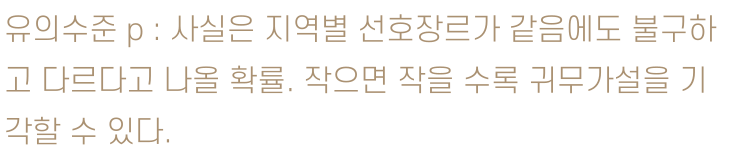 유의수준 p : 사실은 지역별 선호장르가 같음에도 불구하
고 다르다고 나올 확률. 작으면 작을 수록 귀무가설을 기
각할 수 있다.